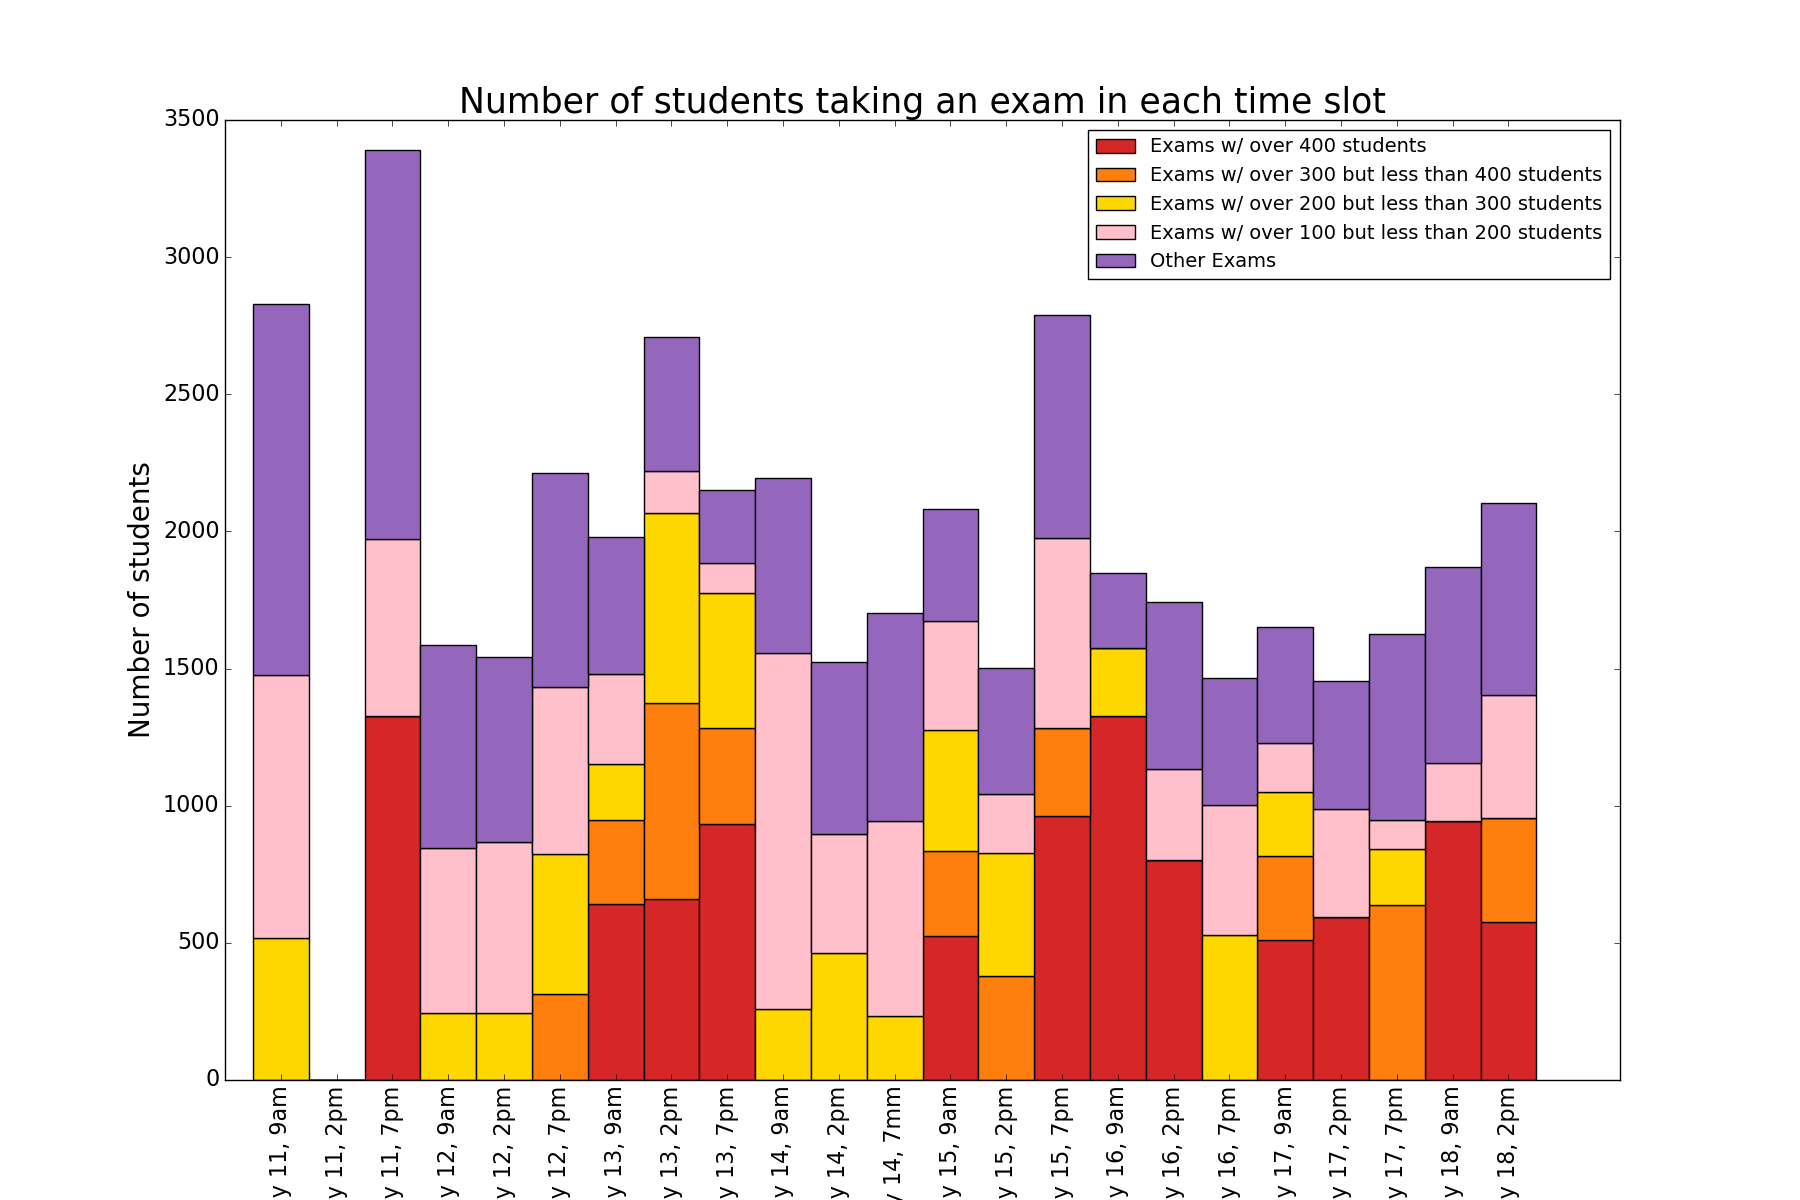 Number of students taking an exam in each time slot
3500
3000
2500
2000
1500
1000
500
0
Number of students
Exams w/ over 400 students
Exams w/ over 300 but less than 400 students
Exams w/ over 200 but less than 300 students
Exams w/ over 100 but less than 200 students
Other Exams
y 11, 9am
y 11, 2pm
y 11, 7pm
y 12, 9am
y 12, 2pm
y 12, 7pm
y 13, 9am
y 13, 2pm
y 13, 7pm
y 14, 9am
y 14, 2pm
y 14, 7mm
y 15, 9am
y 15, 2pm
y 15, 7pm
y 16, 9am
y 16, 2pm
y 16, 7pm
y 17, 9am
y 17, 2pm
y 17, 7pm
y 18, 9am
y 18, 2pm